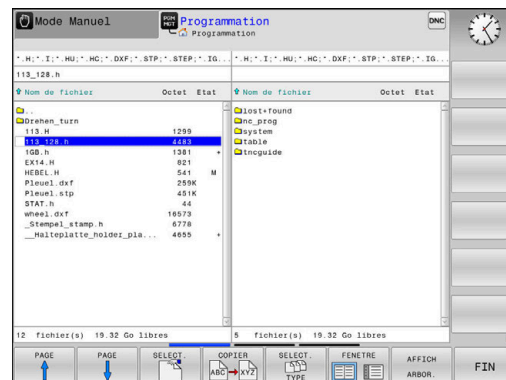 Mode Manuel
PGM MGT Programmation
Programmation
DNC
*.H;*.I;*.HU;*.HC;*.DXF;*.STP;*.STEP;*.IG...
*.H;*.I;*.HU;*.HC;*.DXF;*.STP;*.STEP;*.IG...
113_128.h
Nom de fichier Octet Etat
Nom de fichier Octet Etat
..
Drehen_turn
113.H 1299
113_128.h 4483
1GB.h 1381 +
EX14.H 821
HEBEL.H 541 M
Pleuel.dxf 259K
Pleuel.stp 451K
STAT.h 44
wheel.dxf 16573
_Stempel_stamp.h 6778
__Halteplatte_holder_pla... 4655 +
lost+found
nc_prog
system
table
tncguide
12 fichier(s) 19.32 Go libres
5 fichier(s) 19.32 Go libres
PAGE
PAGE
SELECT.
COPIER
ABC XYZ
SELECT.
TYPE
FENETRE
AFFICH
ARBOR.
FIN